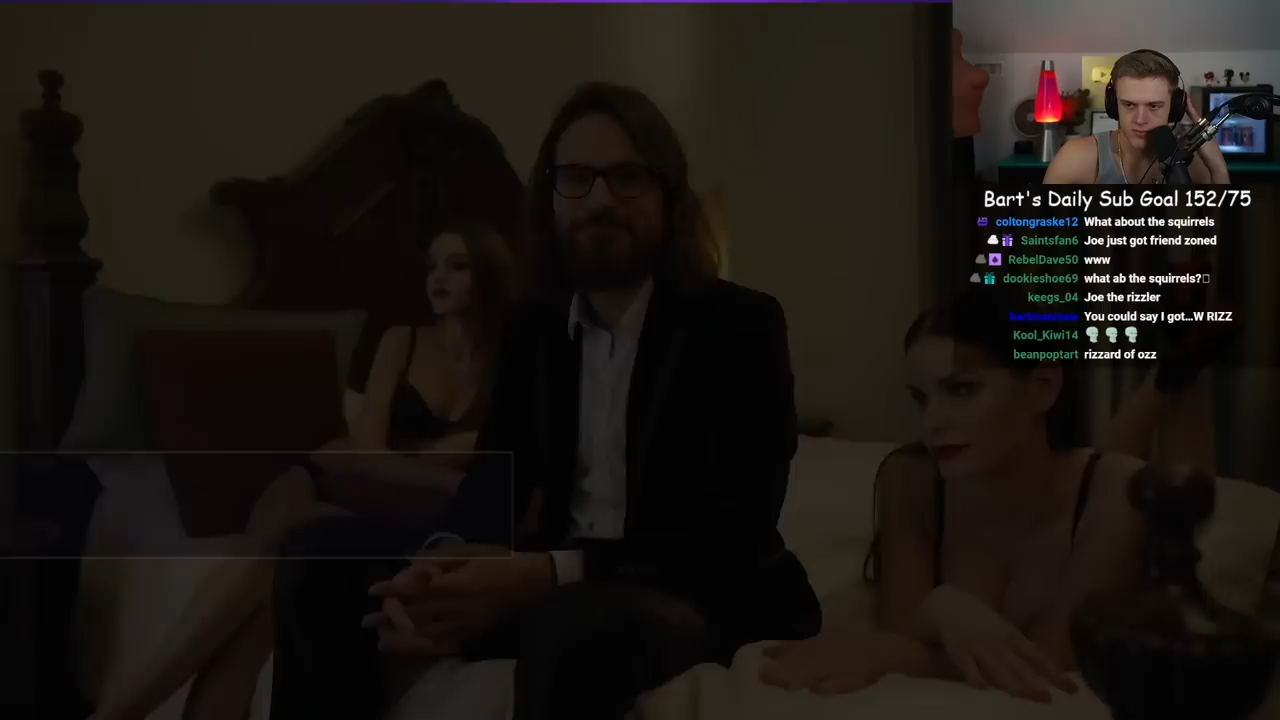 Bart's Daily Sub Goal 152/75
coltongraske12 What about the squirrels
Saintsfan6 Joe just got friend zoned
RebelDave50 www
dookieshoe69 what ab the squirrels?
keegs_04 Joe the rizzler
You could say I got...W RIZZ
Kool_Kiwi14
beanpoptart rizzard of ozz